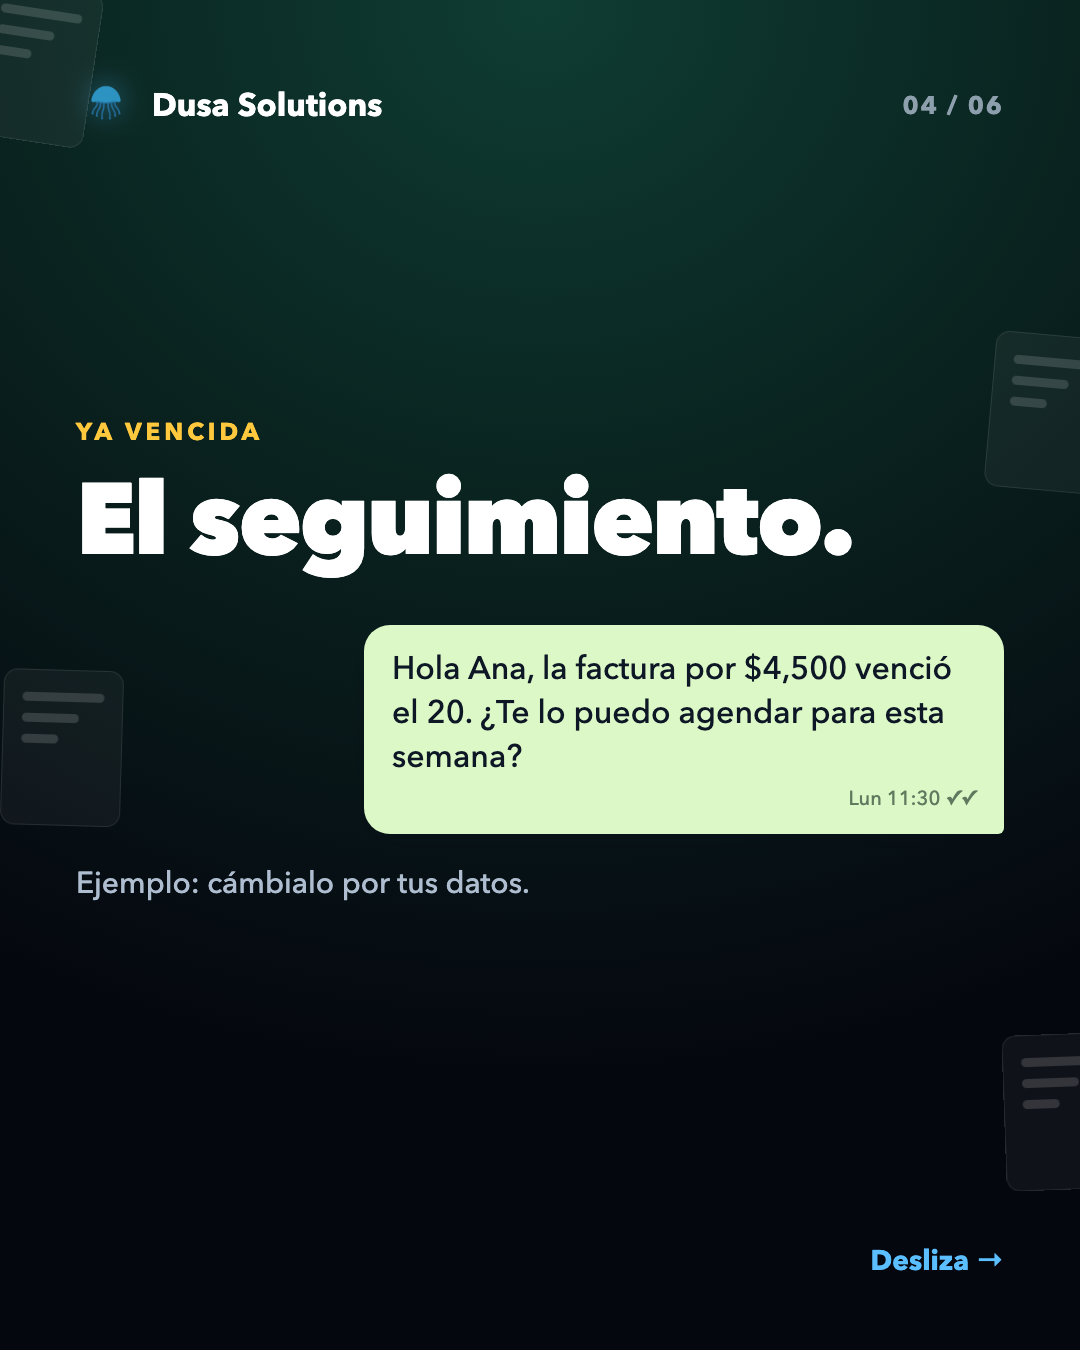 Dusa Solutions
04 / 06
YA VENCIDA
El seguimiento.
Hola Ana, la factura por $4,500 venció
el 20. ¿Te lo puedo agendar para esta
semana?
Lun 11:30 ✓✓
Ejemplo: cámbialo por tus datos.
Desliza →